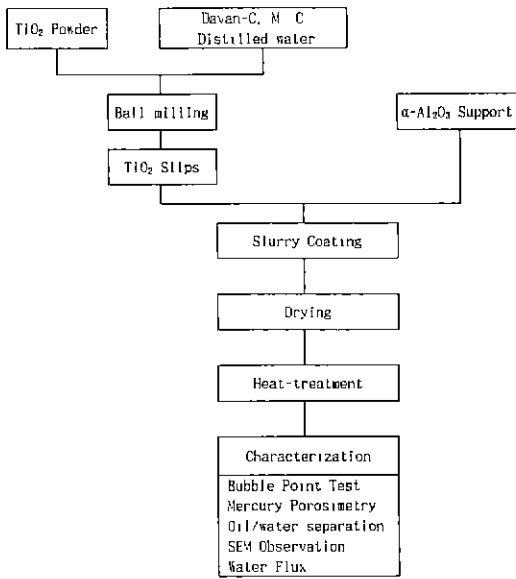 TiO₂ Powder
Davan-C, M C
Distilled water
Ball milling
α-Al₂O₃ Support
TiO₂ Slips
Slurry Coating
Drying
Heat-treatment
Characterization
Bubble Point Test
Mercury Porosimetry
Oil/water separation
SEM Observation
Water Flux